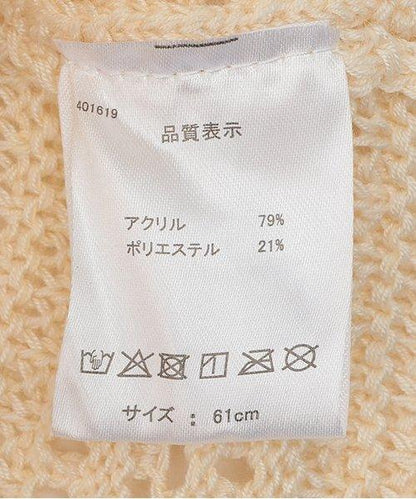 401619
品質表示
アクリル 79%
ポリエステル 21%
サイズ : 61cm